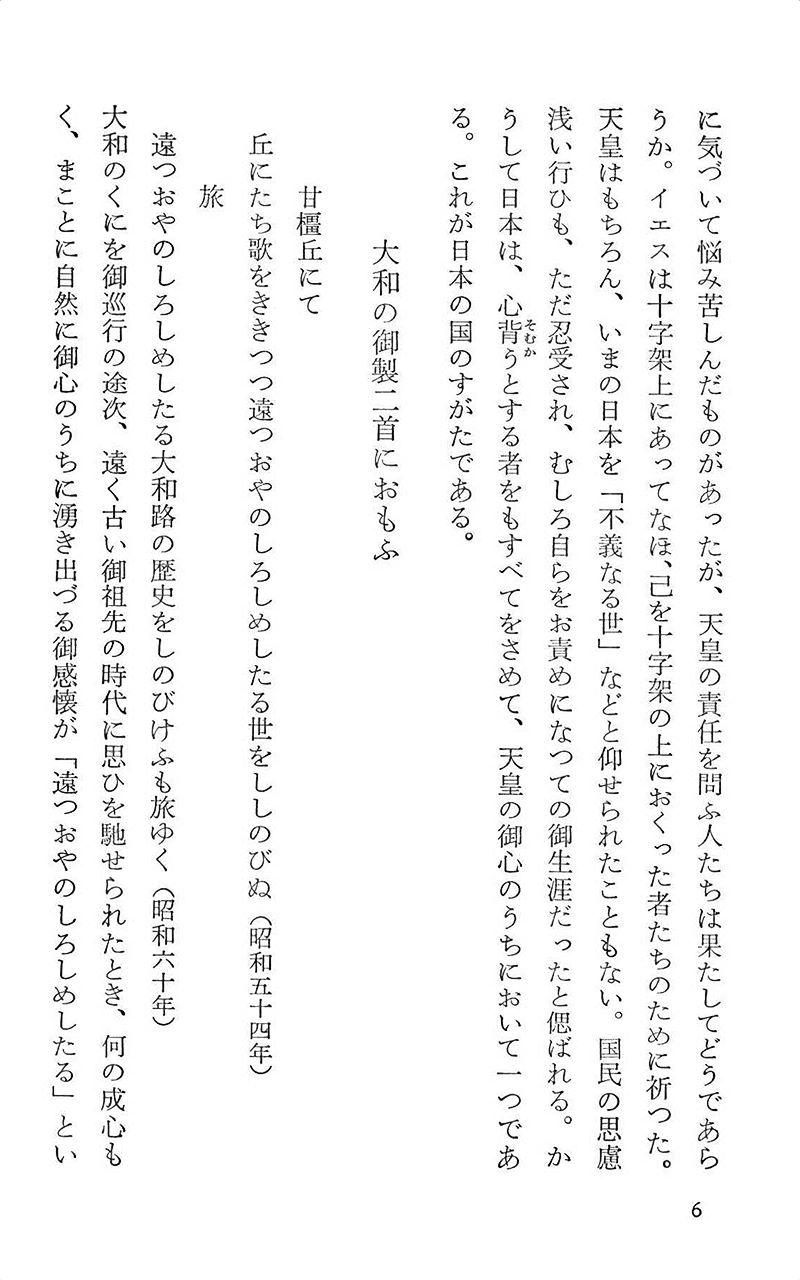 に気づいて悩み苦しんだものがあったが、天皇の責任を問ふ人たちは果たしてどうであら
うか。イエスは十字架上にあってなほ、己を十字架の上におくった者たちのために祈つた。
天皇はもちろん、いまの日本を「不義なる世」などと仰せられたこともない。国民の思慮
浅い行ひも、ただ忍受され、むしろ自らをお責めになつての御生涯だったと偲ばれる。か
うして日本は、心背うとする者をもすべてをさめて、天皇の御心のうちにおいて一つであ
そむか
る。これが日本の国のすがたである。
大和の御製二首におもふ
甘橿丘にて
丘にたち歌をききつつ遠つおやのしろしめしたる世をししのびぬ（昭和五十四年）
旅
遠つおやのしろしめしたる大和路の歴史をしのびけふも旅ゆく（昭和六十年）
大和のくにを御巡行の途次、遠く古い御祖先の時代に思ひを馳せられたとき、何の成心も
く、まことに自然に御心のうちに湧き出づる御感懐が「遠つおやのしろしめしたる」とい
6